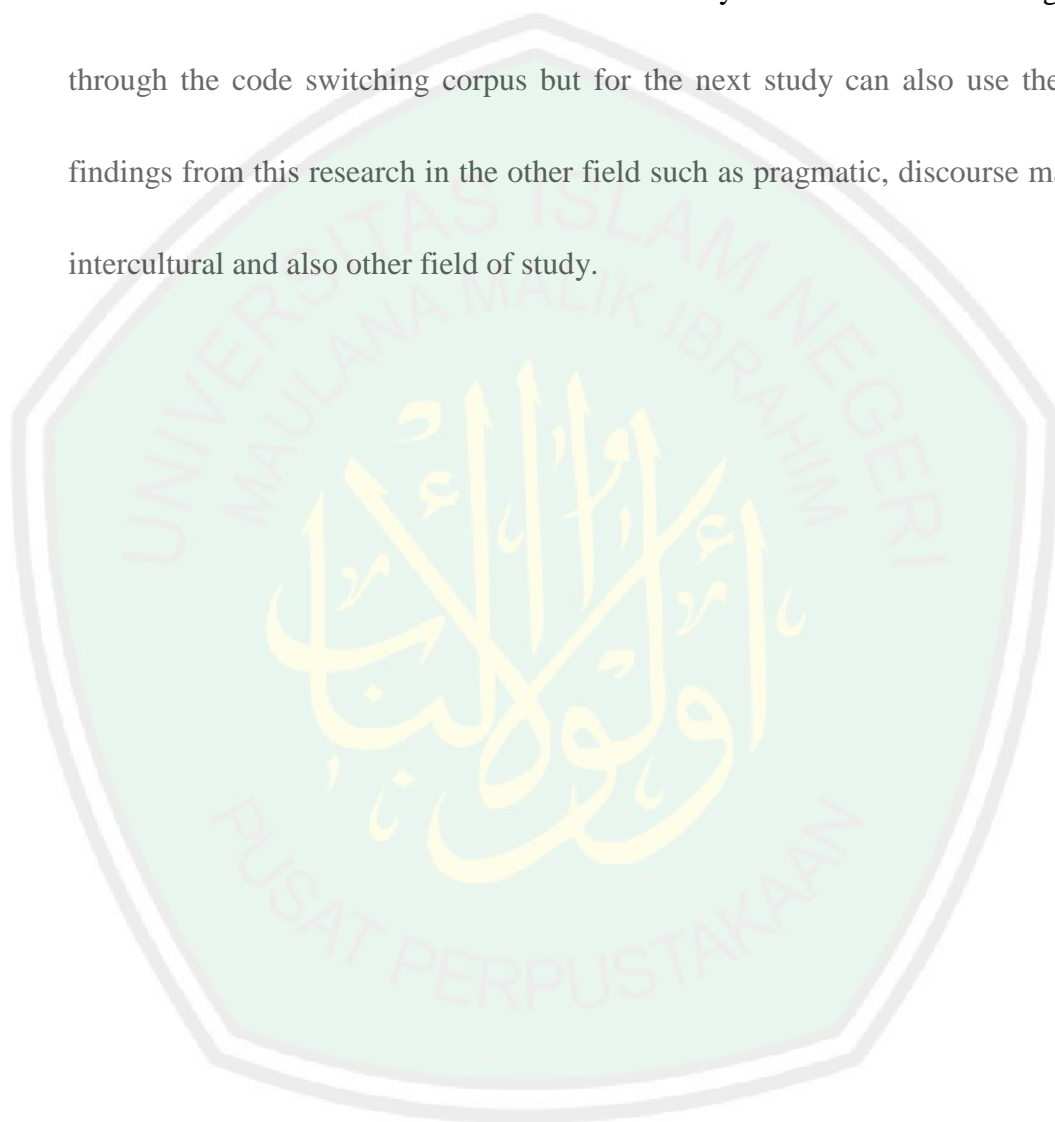 through the code switching corpus but for the next study can also use the
findings from this research in the other field such as pragmatic, discourse
intercultural and also other field of study.
UNIVERSITAS ISLAM NEGERI
MAULANA MALIK IBRAHIM
أولوا الألباب
PUSAT PERPUSTAKAAN